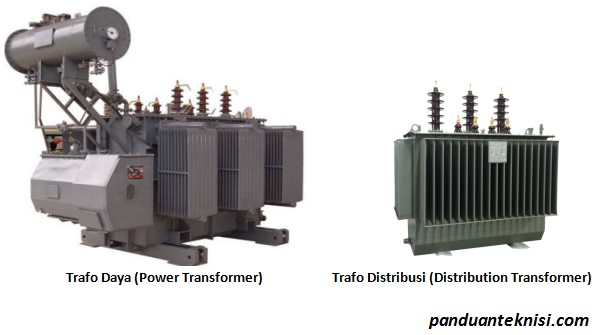 Trafo Daya (Power Transformer)
Trafo Distribusi (Distribution Transformer)
panduanteknisi.com